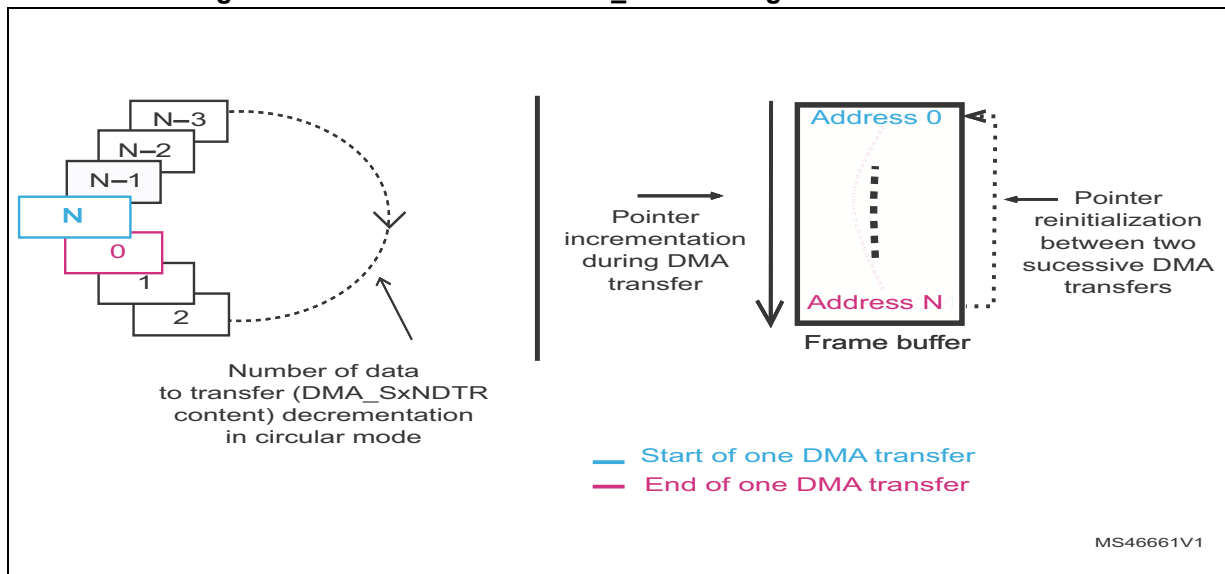 N–3
N–2
N–1
N
0
1
2
Number of data
to transfer (DMA_SxNDTR
content) decrementation
in circular mode
Pointer
incrementation
during DMA
transfer
Address 0
Address N
Frame buffer
Pointer
reinitialization
between two
sucessive DMA
transfers
Start of one DMA transfer
End of one DMA transfer
MS46661V1